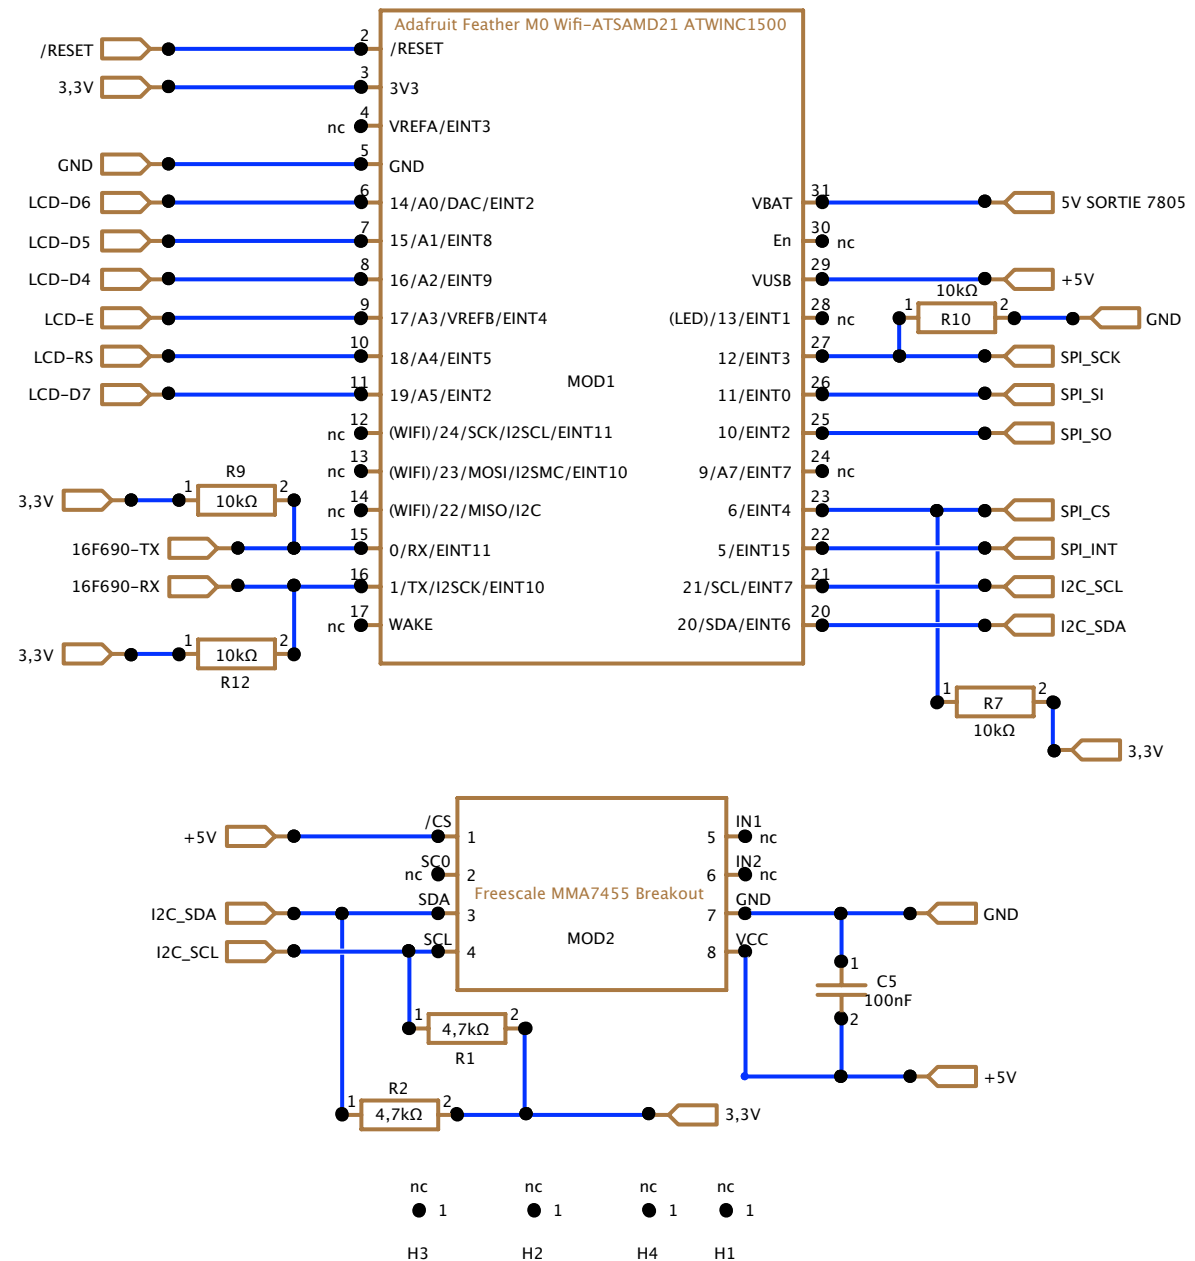 Adafruit Feather M0 Wifi-ATSAMD21 ATWINC1500
/RESET 2 /RESET
3,3V 3 3V3
nc 4 VREFA/EINT3
GND 5 GND
LCD-D6 6 14/A0/DAC/EINT2 VBAT 31 5V SORTIE 7805
LCD-D5 7 15/A1/EINT8 En 30 nc
LCD-D4 8 16/A2/EINT9 VUSB 29 +5V
10kΩ
LCD-E 9 17/A3/VREFB/EINT4 (LED)/13/EINT1 28 nc 1 R10 2 GND
LCD-RS 10 18/A4/EINT5 12/EINT3 27 SPI_SCK
MOD1
LCD-D7 11 19/A5/EINT2 11/EINT0 26 SPI_SI
nc 12 (WIFI)/24/SCK/I2SCL/EINT11 10/EINT2 25 SPI_SO
nc 13 (WIFI)/23/MOSI/I2SMC/EINT10 9/A7/EINT7 24 nc
R9
3,3V 1 10kΩ 2 nc 14 (WIFI)/22/MISO/I2C 6/EINT4 23 SPI_CS
16F690-TX 15 0/RX/EINT11 5/EINT15 22 SPI_INT
16F690-RX 16 1/TX/I2SCK/EINT10 21/SCL/EINT7 21 I2C_SCL
nc 17 WAKE 20/SDA/EINT6 20 I2C_SDA
3,3V 1 10kΩ 2
R12
1 R7 2
10kΩ
3,3V
+5V /CS 1 5 IN1 nc
nc SC0 2 6 IN2 nc
Freescale MMA7455 Breakout
I2C_SDA SDA 3 7 GND GND
MOD2
I2C_SCL SCL 4 8 VCC
1
C5
100nF
2
1 4,7kΩ 2
R1
+5V
R2
1 4,7kΩ 2 3,3V
nc nc nc nc
1 1 1 1
H3 H2 H4 H1